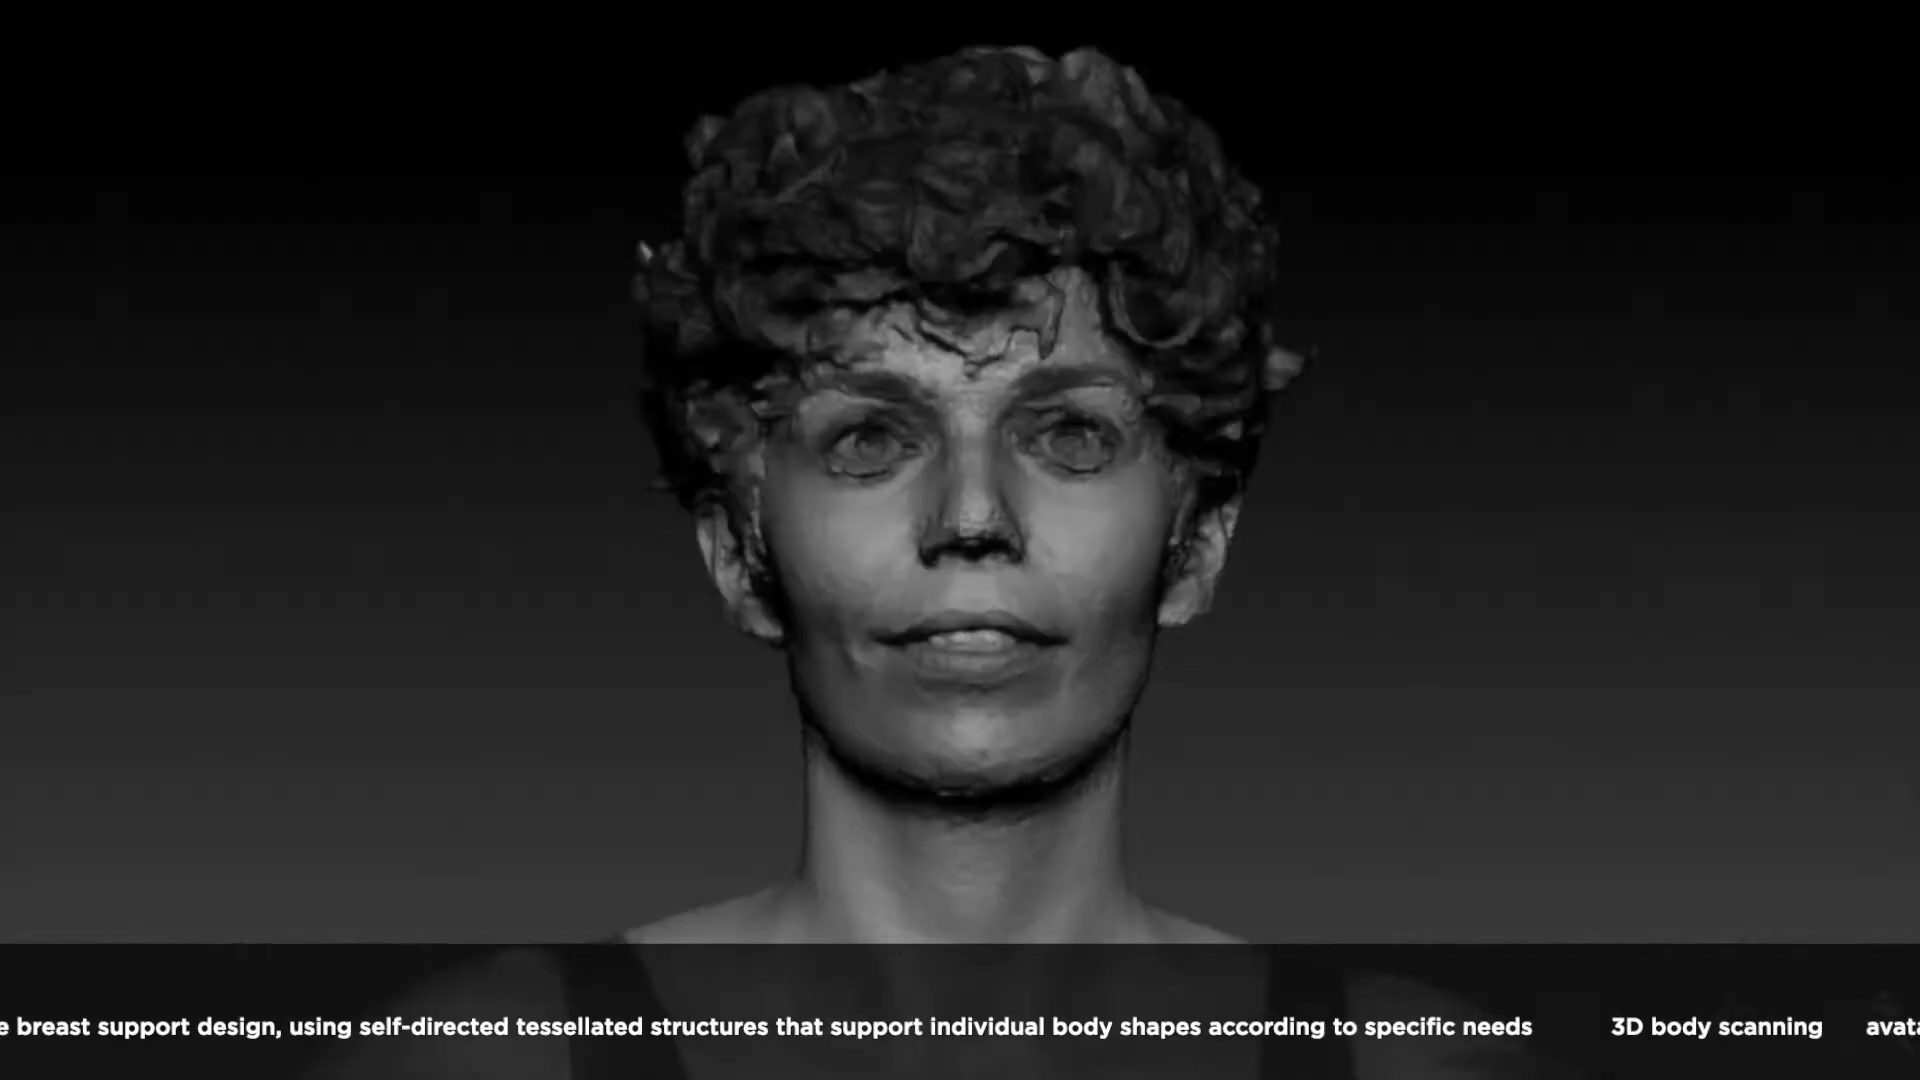 breast support design, using self-directed tessellated structures that support individual body shapes according to specific needs 3D body scanning